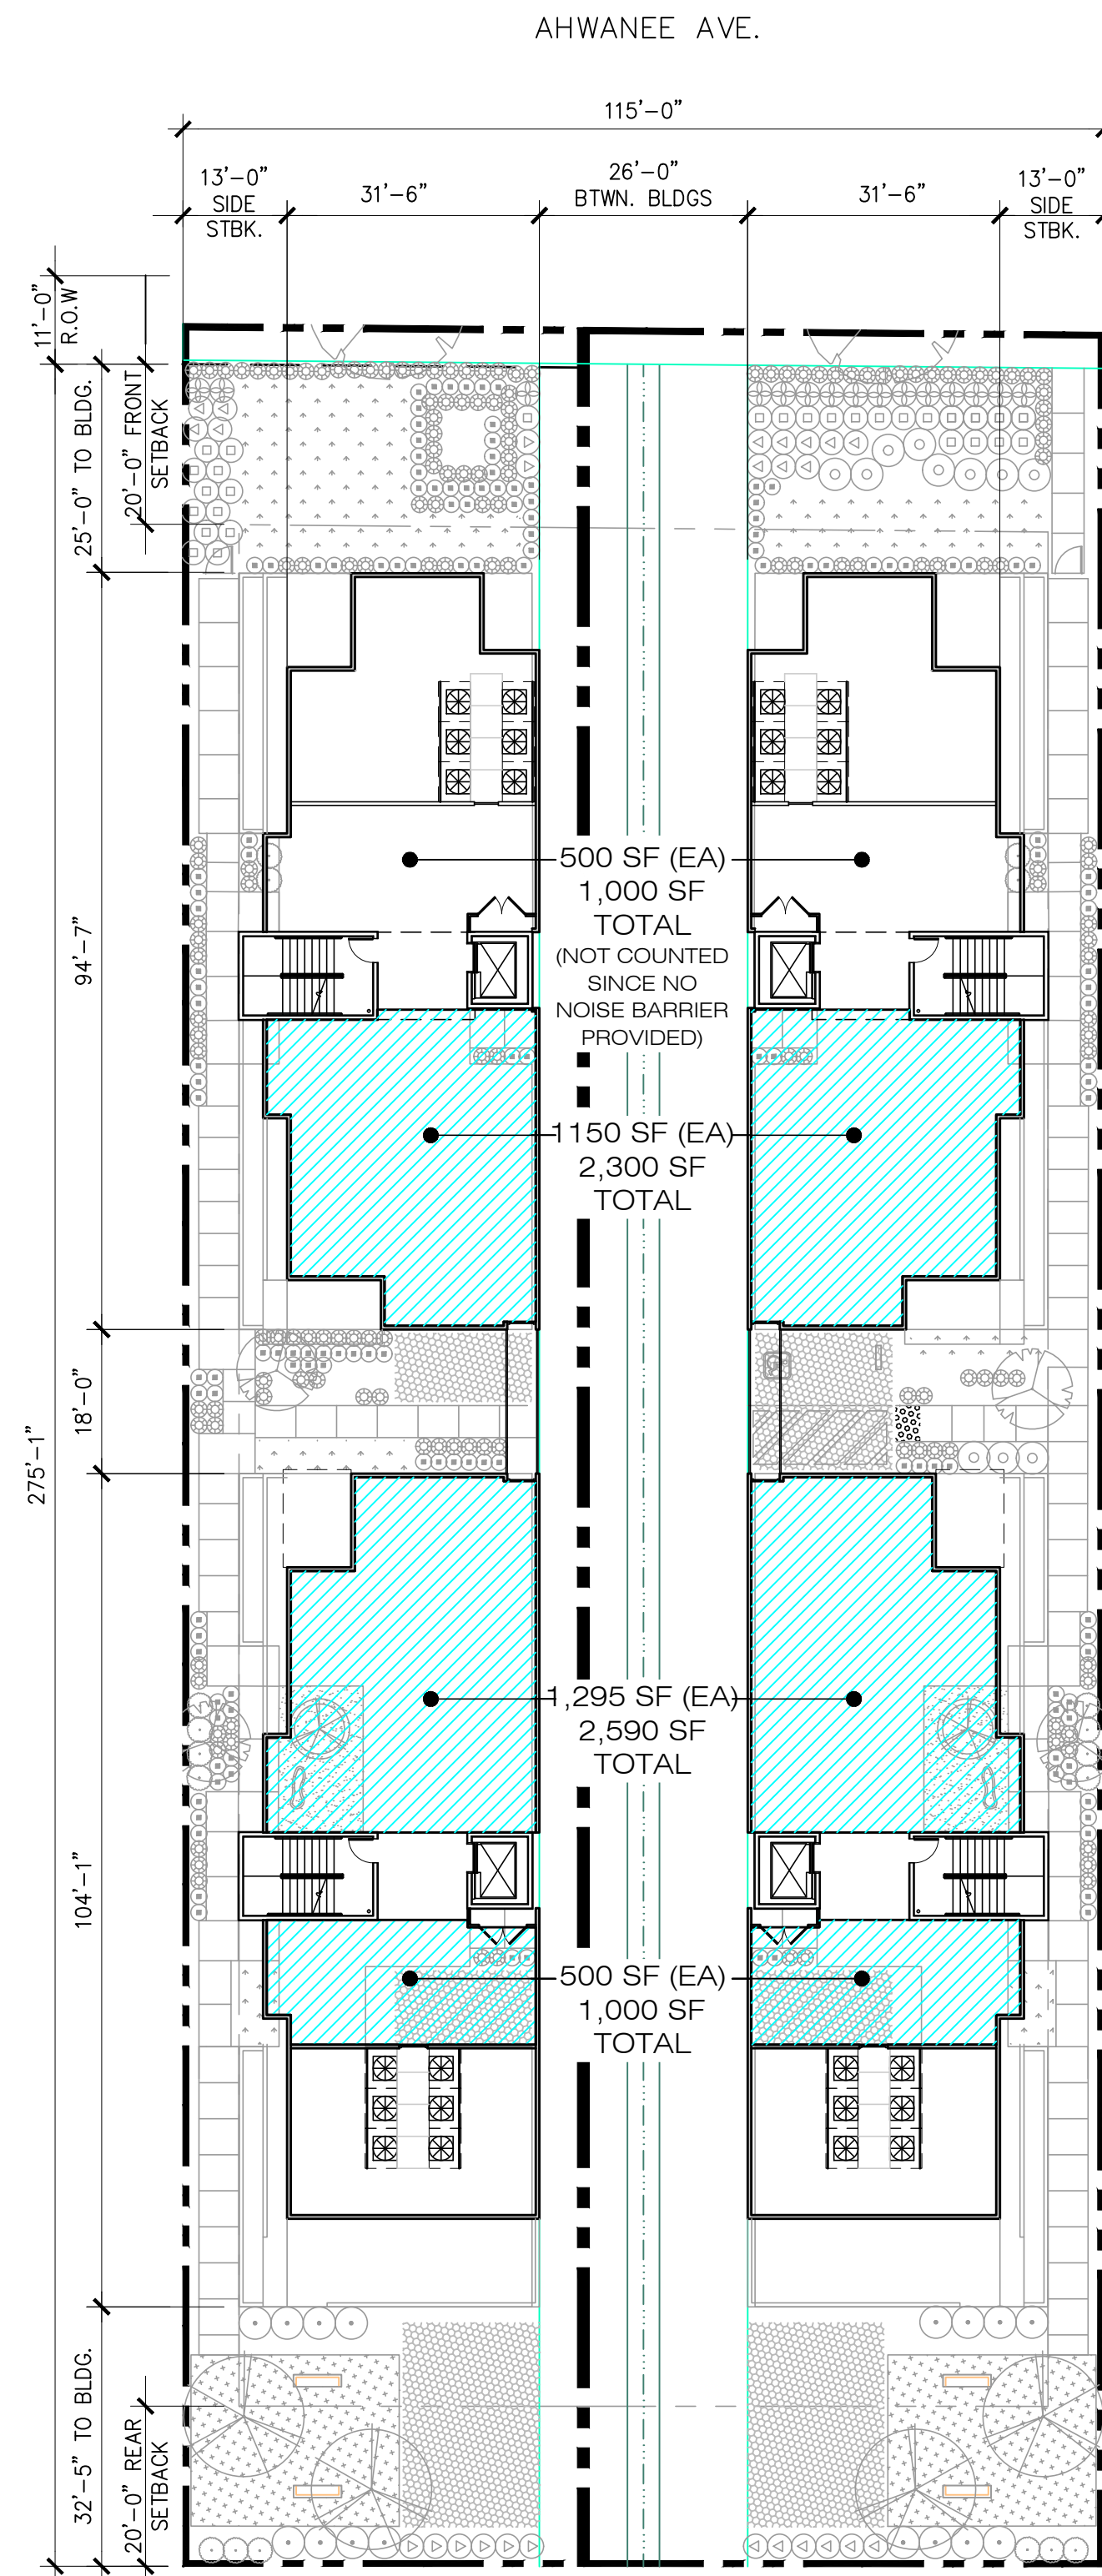 AHWANEE AVE.
115'-0"
13'-0"
SIDE
STBK.
31'-6"
26'-0"
BTWN. BLDGS
31'-6"
13'-0"
SIDE
STBK.
11'-0"
R.O.W
25'-0" TO BLDG.
20'-0" FRONT
SETBACK
500 SF (EA)
1,000 SF
TOTAL
(NOT COUNTED
SINCE NO
NOISE BARRIER
PROVIDED)
94'-7"
1150 SF (EA)
2,300 SF
TOTAL
18'-0"
275'-1"
1,295 SF (EA)
2,590 SF
TOTAL
104'-1"
500 SF (EA)
1,000 SF
TOTAL
32'-5" TO BLDG.
20'-0" REAR
SETBACK